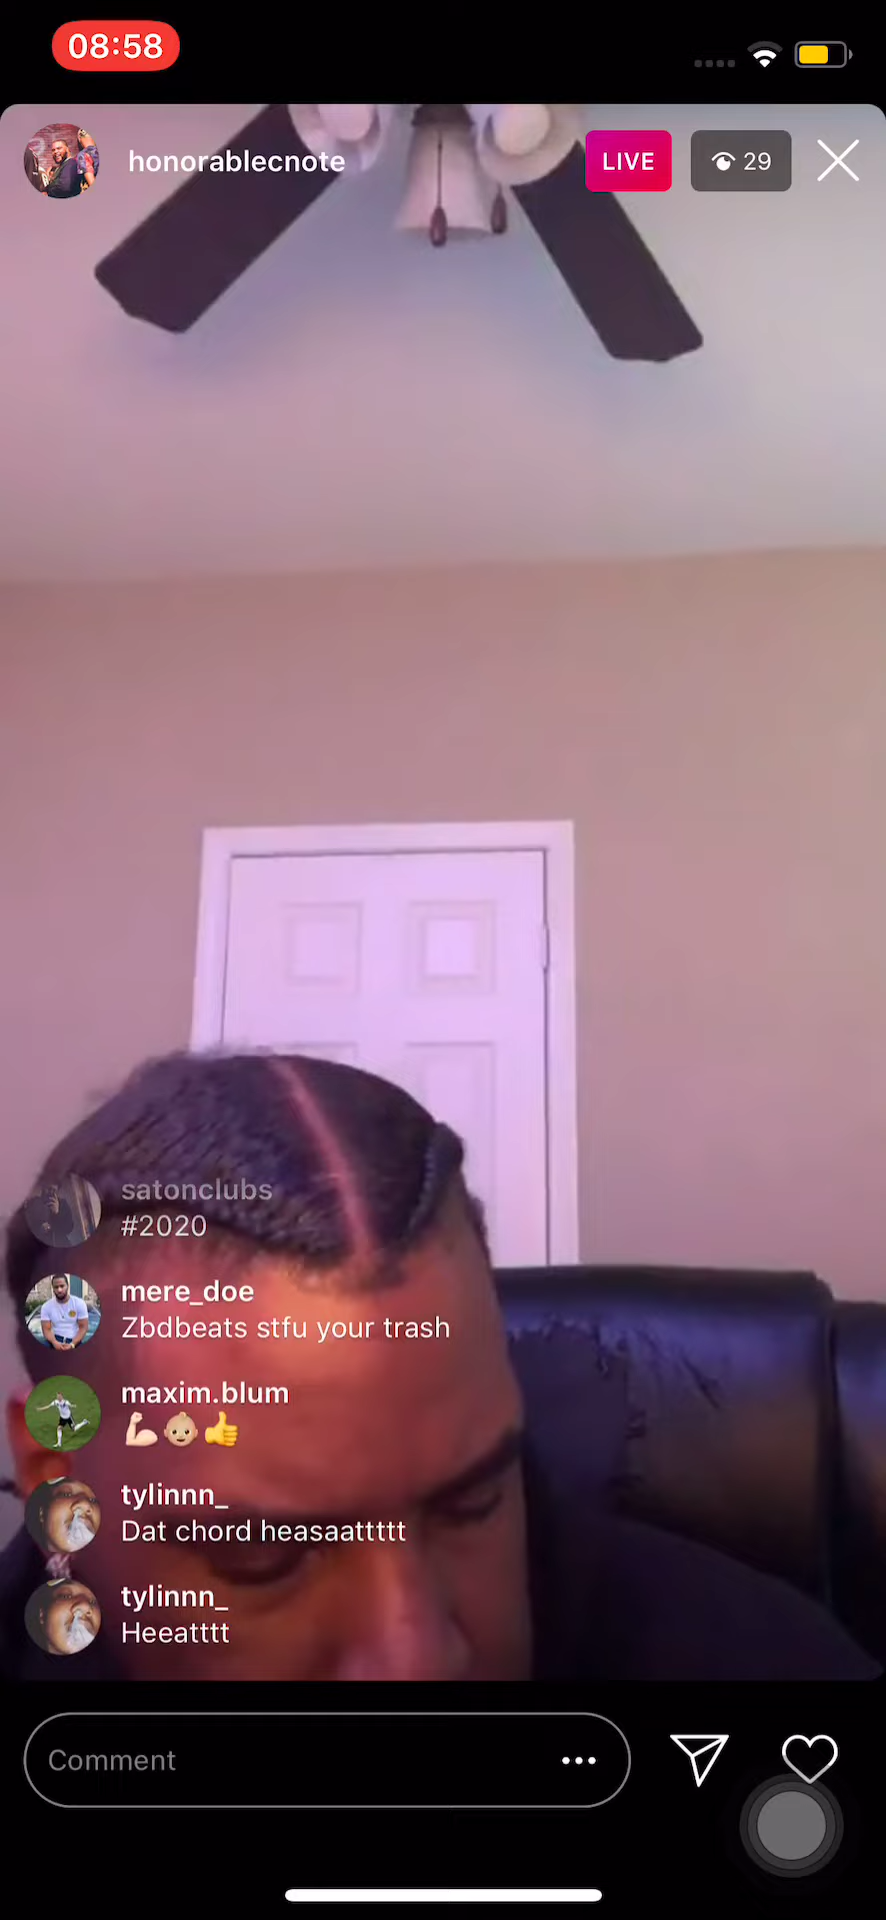 08:58
honorablecnote
LIVE
29
satonclubs
#2020
mere_doe
Zbdbeats stfu your trash
maxim.blum
💪🏼👶🏼👍
tylinnn_
Dat chord heasaattttt
tylinnn_
Heeatttt
Comment